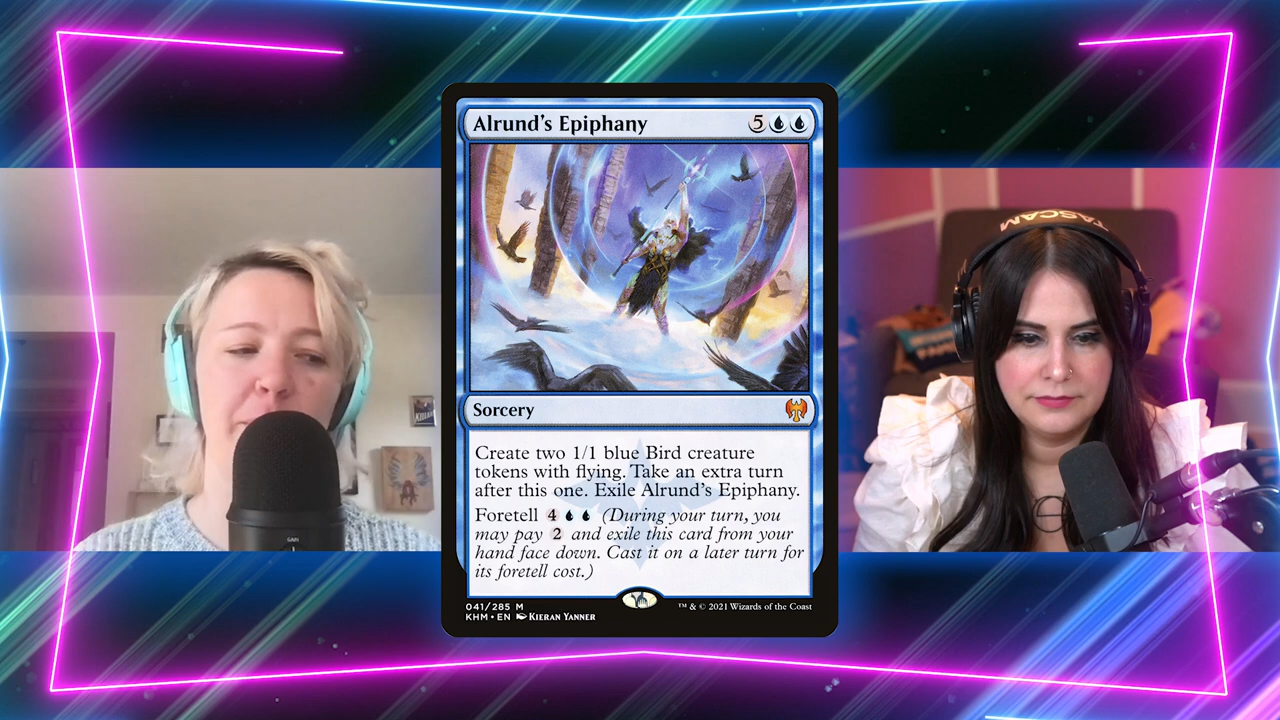 Alrund's Epiphany 5
Sorcery
Create two 1/1 blue Bird creature
tokens with flying. Take an extra turn
after this one. Exile Alrund's Epiphany.
Foretell 4 (During your turn, you
may pay 2 and exile this card from your
hand face down. Cast it on a later turn for
its foretell cost.)
041/285 M
KHM • EN KIERAN YANNER
™ & © 2021 Wizards of the Coast
TASCAM
GAIN